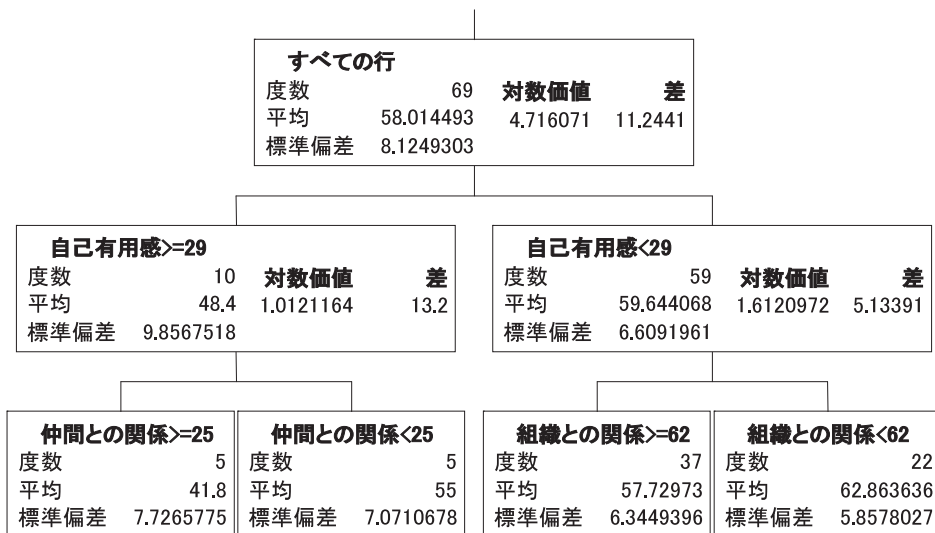 すべての行
度数 69 対数価値 差
平均 58.014493 4.716071 11.2441
標準偏差 8.1249303
自己有用感>=29
度数 10 対数価値 差
平均 48.4 1.0121164 13.2
標準偏差 9.8567518
自己有用感<29
度数 59 対数価値 差
平均 59.644068 1.6120972 5.13391
標準偏差 6.6091961
仲間との関係>=25
度数 5
平均 41.8
標準偏差 7.7265775
仲間との関係<25
度数 5
平均 55
標準偏差 7.0710678
組織との関係>=62
度数 37
平均 57.72973
標準偏差 6.3449396
組織との関係<62
度数 22
平均 62.863636
標準偏差 5.8578027